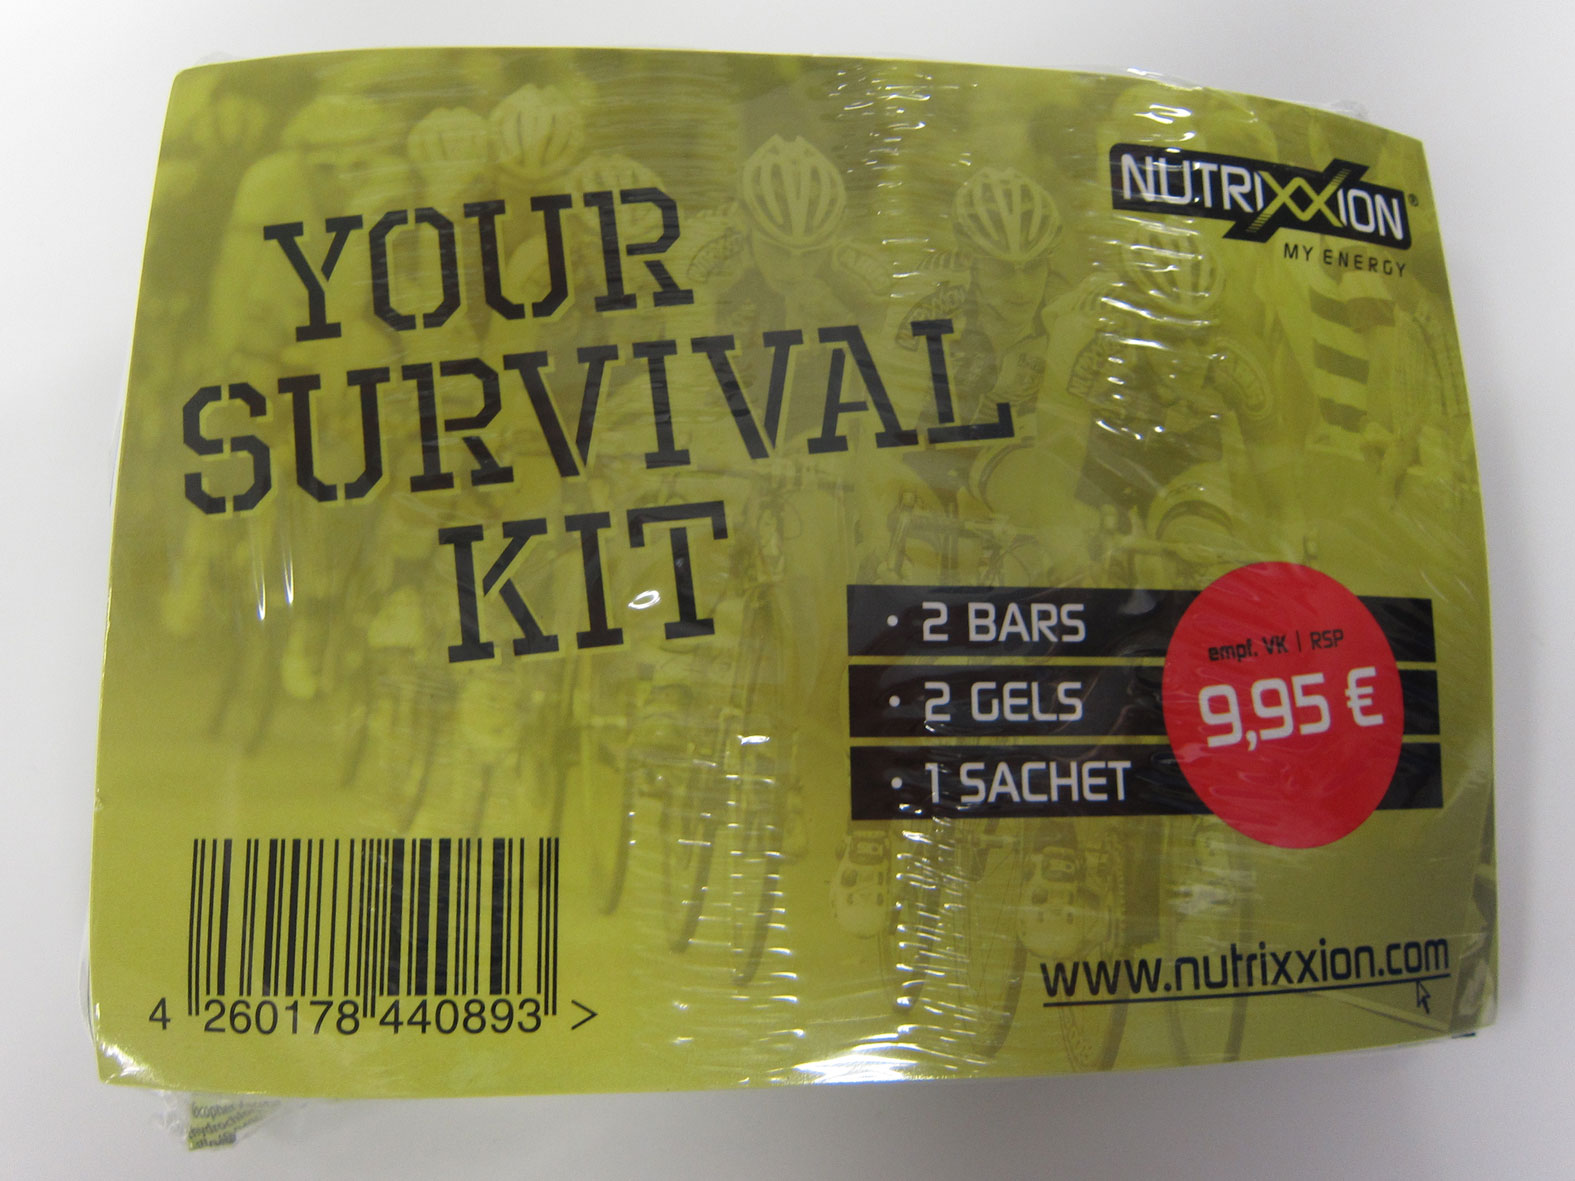 YOUR
SURVIVAL
KIT
NUTRIXXION®
MY ENERGY
· 2 BARS
· 2 GELS
· 1 SACHET
empf. VK | RSP
9,95 €
www.nutrixxion.com
4 260178 440893 >